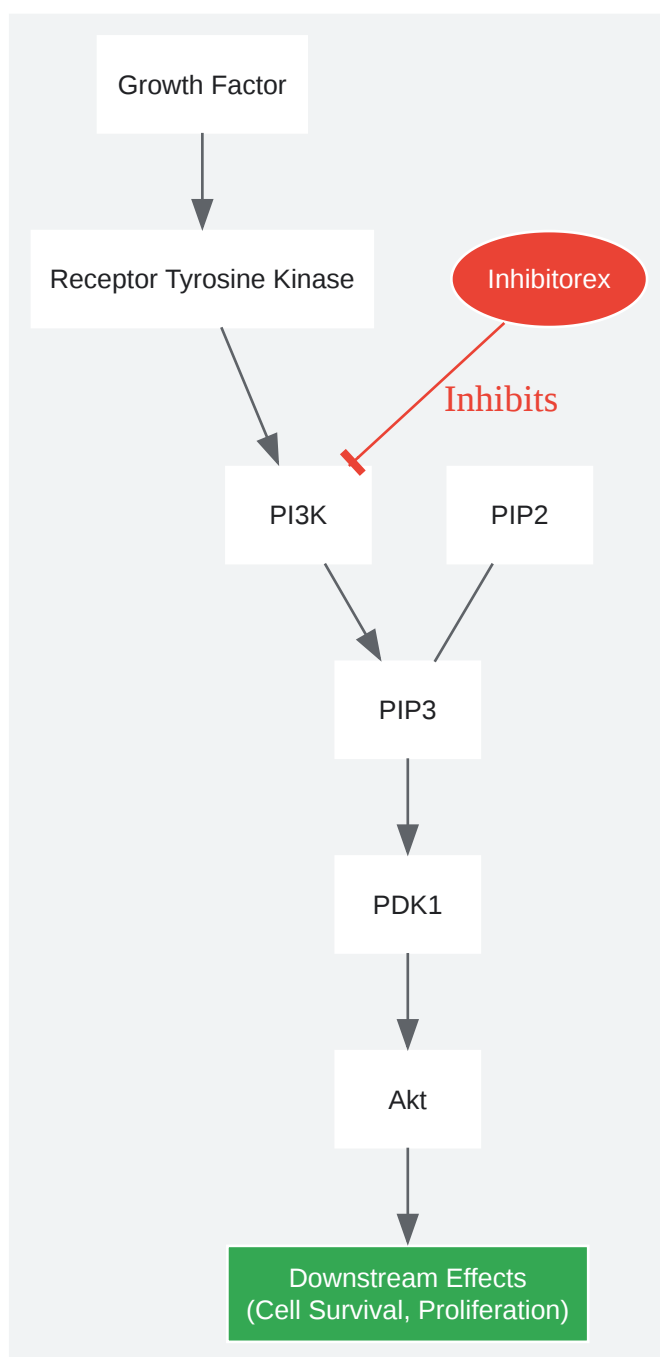 Growth Factor
Receptor Tyrosine Kinase
Inhibitorex
Inhibits
PI3K
PIP2
PIP3
PDK1
Akt
Downstream Effects
(Cell Survival, Proliferation)